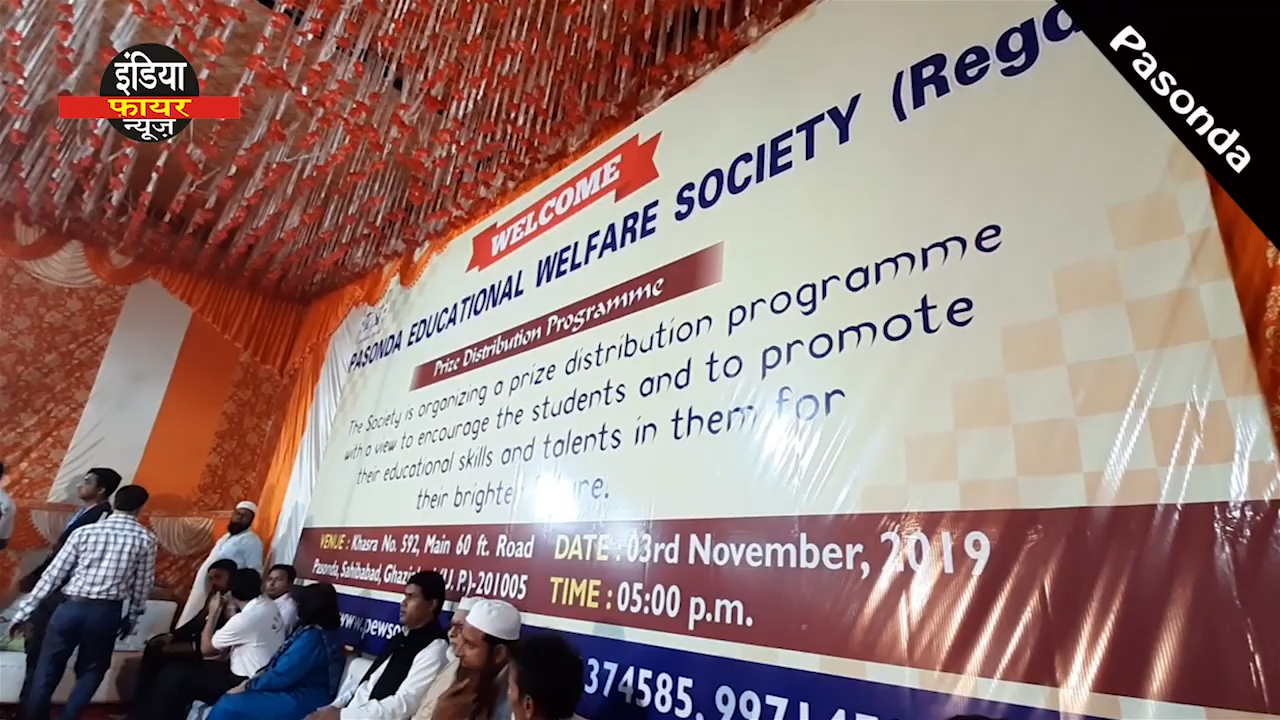 इंडिया
फ़ायर
न्यूज़
Pasonda
WELCOME
PASONDA EDUCATIONAL WELFARE SOCIETY (Regd
Prize Distribution Programme
The Society is organizing a prize distribution programme
with a view to encourage the students and to promote
their educational skills and talents in them for
their brighte
VENUE : Khasra No. 592, Main 60 ft. Road
Pasonda, Sahibabad, (U.P.)-201005
DATE : 03rd November, 2019
TIME : 05:00 p.m.
374585,